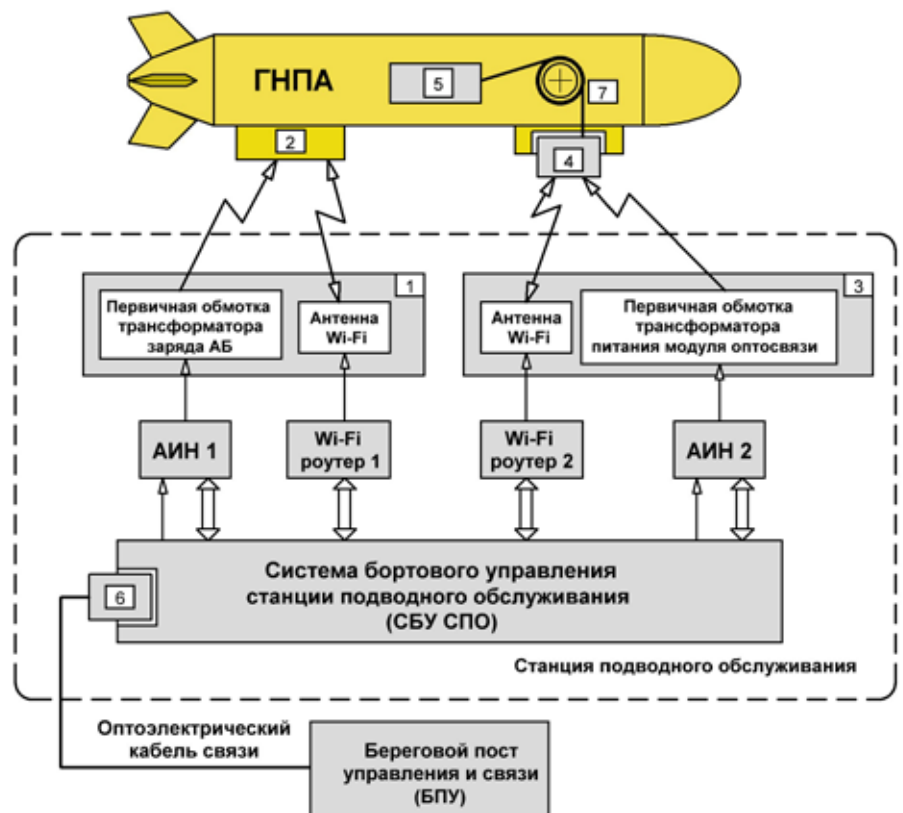 ГНПА
5
7
2
4
1
3
Первичная обмотка
трансформатора
заряда АБ
Антенна
Wi-Fi
Антенна
Wi-Fi
Первичная обмотка
трансформатора
питания модуля оптосвязи
АИН 1
Wi-Fi
роутер 1
Wi-Fi
роутер 2
АИН 2
Система бортового управления
станции подводного обслуживания
(СБУ СПО)
6
Станция подводного обслуживания
Оптоэлектрический
кабель связи
Береговой пост
управления и связи
(БПУ)